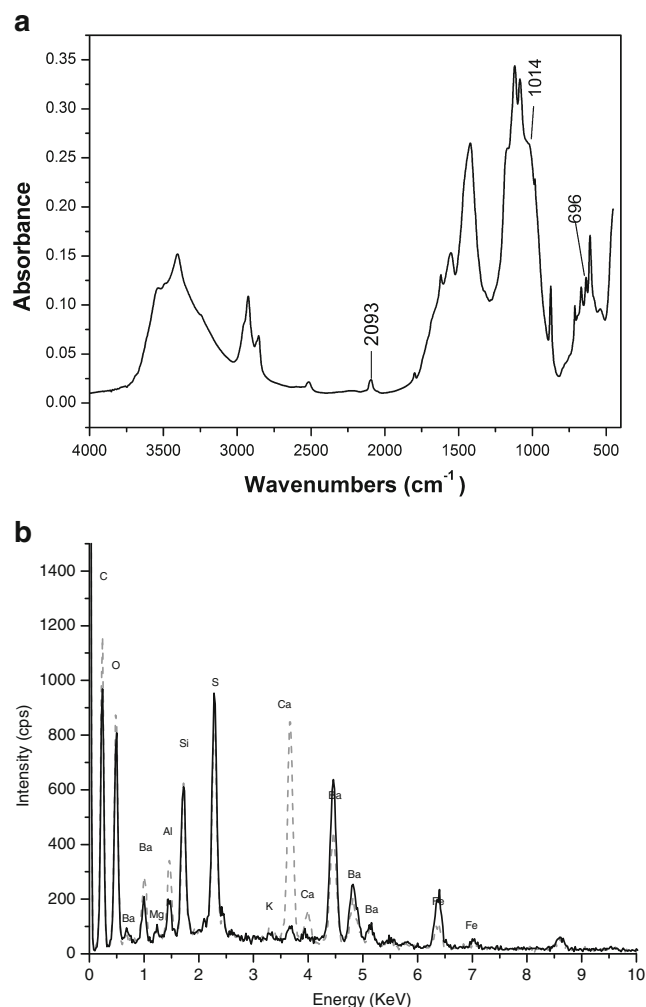 a
0.35
0.30
0.25
0.20
0.15
0.10
0.05
0.00
Absorbance
1014
696
2093
4000 3500 3000 2500 2000 1500 1000 500
Wavenumbers (cm-1)
b
1400
1200
1000
800
600
400
200
0
Intensity (cps)
C
O
S
Ca
Si
Ba
Al
Ba
Ba
Ba
Mg
K
Ca
Ba
Fe
Fe
0 1 2 3 4 5 6 7 8 9 10
Energy (KeV)